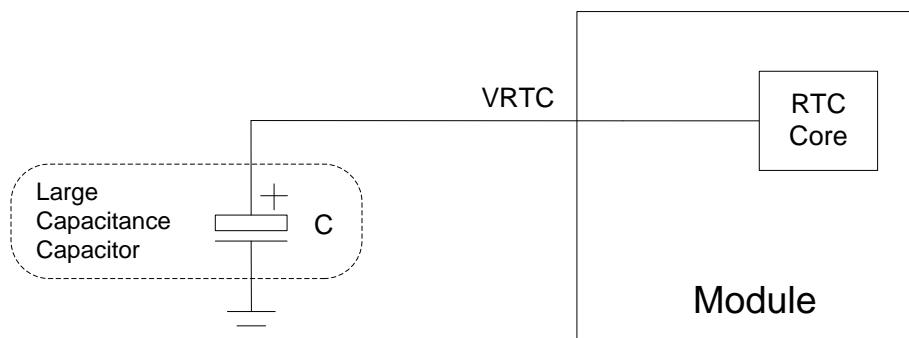 VRTC
RTC
Core
Large
Capacitance
Capacitor
+
C
Module